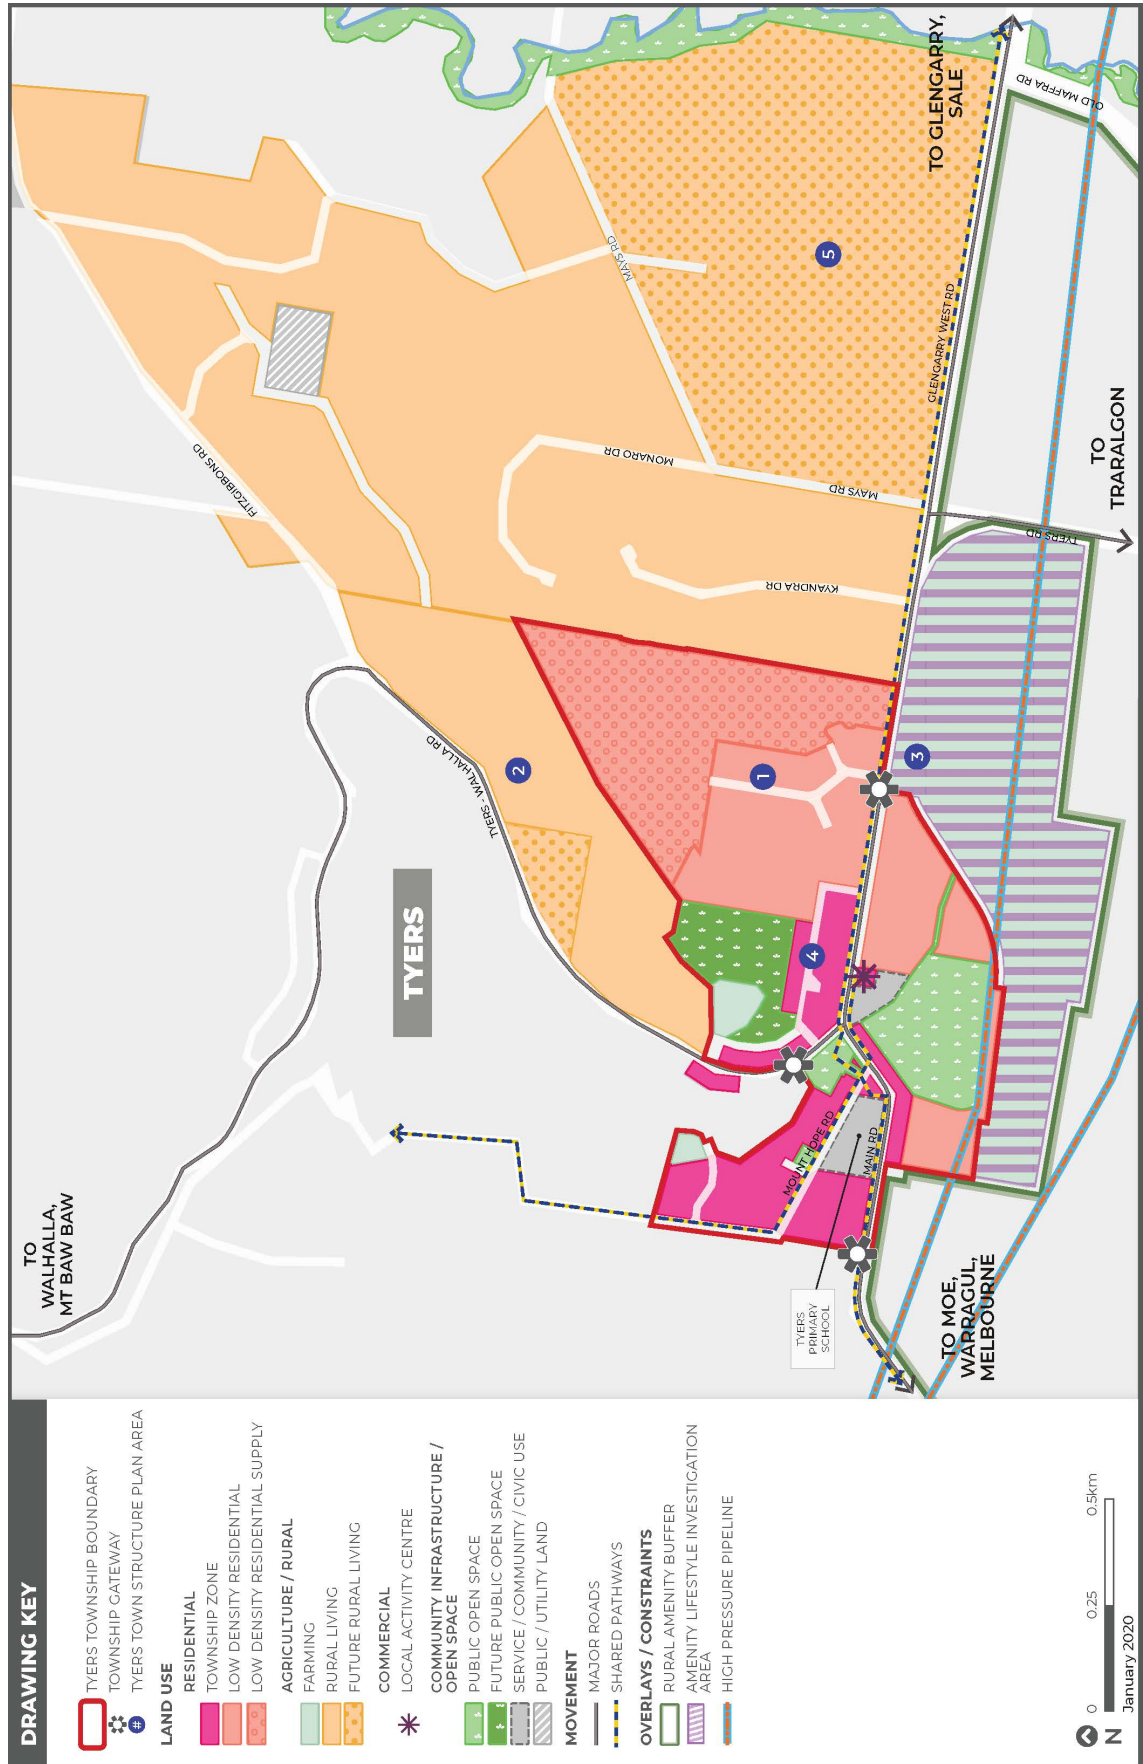 DRAWING KEY
TYERS TOWNSHIP BOUNDARY
TOWNSHIP GATEWAY
#
TYERS TOWN STRUCTURE PLAN AREA
LAND USE
RESIDENTIAL
TOWNSHIP ZONE
LOW DENSITY RESIDENTIAL
LOW DENSITY RESIDENTIAL SUPPLY
AGRICULTURE / RURAL
FARMING
RURAL LIVING
FUTURE RURAL LIVING
COMMERCIAL
LOCAL ACTIVITY CENTRE
COMMUNITY INFRASTRUCTURE /
OPEN SPACE
PUBLIC OPEN SPACE
FUTURE PUBLIC OPEN SPACE
SERVICE / COMMUNITY / CIVIC USE
PUBLIC / UTILITY LAND
MOVEMENT
MAJOR ROADS
SHARED PATHWAYS
OVERLAYS / CONSTRAINTS
RURAL AMENITY BUFFER
AMENITY LIFESTYLE INVESTIGATION
AREA
HIGH PRESSURE PIPELINE
N
0
0.25
0.5km
January 2020
TO
WALHALLA,
MT BAW BAW
TYERS
TYERS - WALHALLA RD
FITZGIBBONS RD
MAYS RD
MONARO DR
MAYS RD
KYANDRA DR
GLENGARRY WEST RD
TO GLENGARRY,
SALE
OLD MAFFRA RD
TYERS RD
TO
TRARALGON
MOUNT HOPE RD
MAIN RD
TYERS
PRIMARY
SCHOOL
TO MOE,
WARRAGUL,
MELBOURNE
1
2
3
4
5